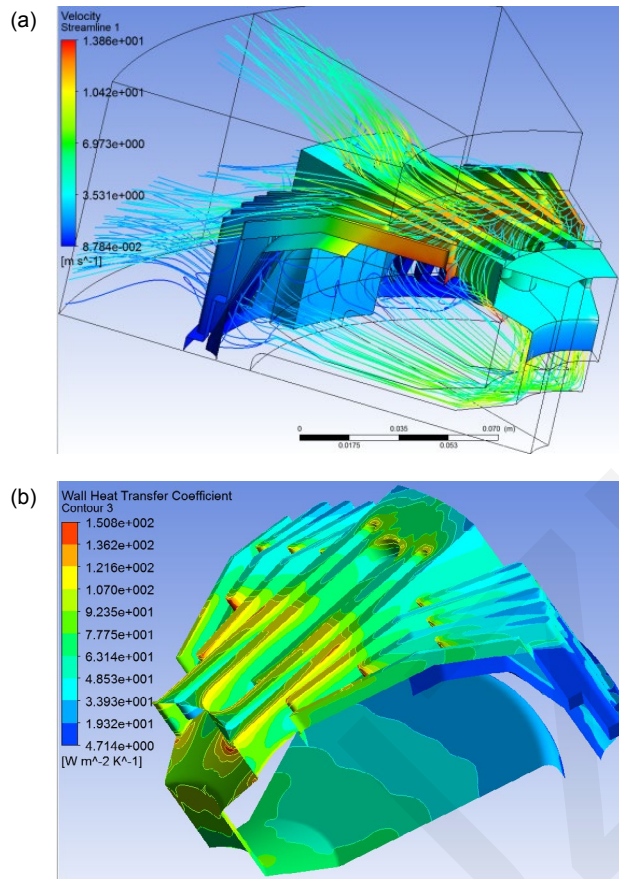 (a)
Velocity
Streamline 1
1.386e+001
1.042e+001
6.973e+000
3.531e+000
8.784e-002
[m s^-1]
0 0.035 0.070 (m)
0.0175 0.053
(b)
Wall Heat Transfer Coefficient
Contour 3
1.508e+002
1.362e+002
1.216e+002
1.070e+002
9.235e+001
7.775e+001
6.314e+001
4.853e+001
3.393e+001
1.932e+001
4.714e+000
[W m^-2 K^-1]